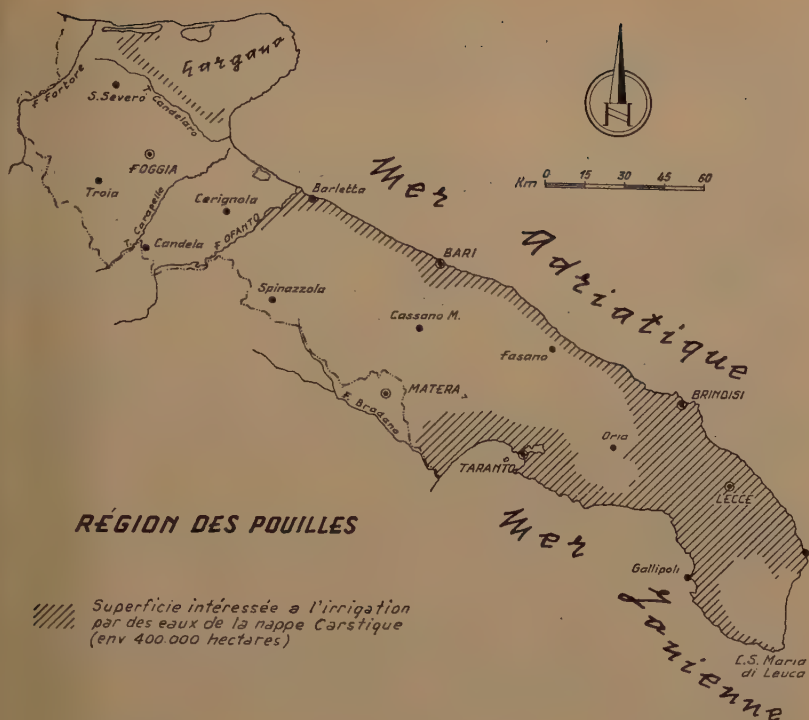 Gargano
F. Fortore
S. Severo
T. Candelaro
FOGGIA
Troia
T. Carapelle
Cerignola
Candela
F. OFANTO
Barletta
Mer Adriatique
N
Km 0 15 30 45 60
BARI
Spinazzola
Cassano M.
Fasano
MATERA
F. Bradano
BRINDISI
Oria
TARANTO
LECCE
RÉGION DES POUILLES
Mer Ionienne
Gallipoli
Superficie intéressée a l'irrigation
par des eaux de la nappe Carstique
(env 400.000 hectares)
C.S. Maria
di Leuca